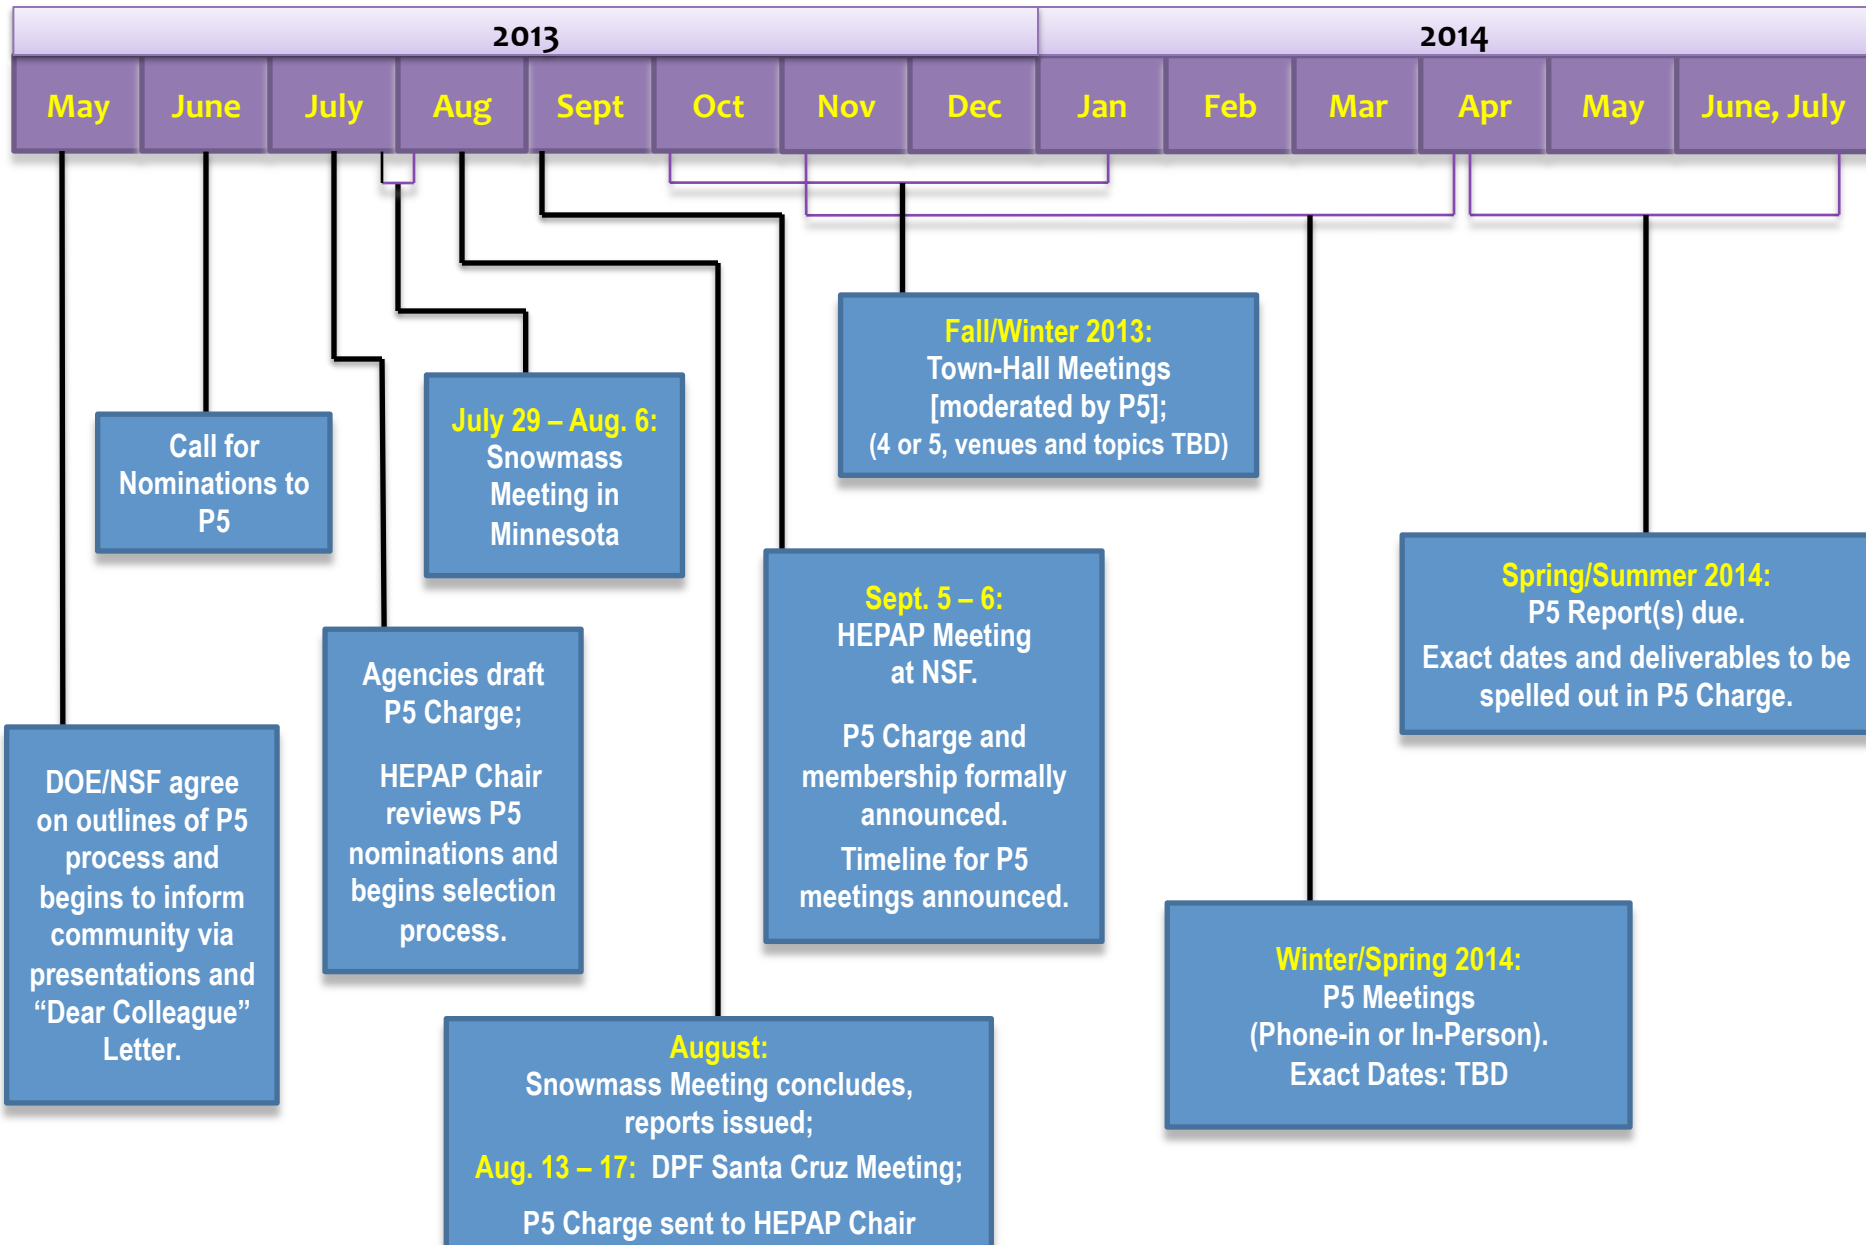 2013
2014
May
June
July
Aug
Sept
Oct
Nov
Dec
Jan
Feb
Mar
Apr
May
June, July
DOE/NSF agree
on outlines of P5
process and
begins to inform
community via
presentations and
“Dear Colleague”
Letter.
Call for
Nominations to
P5
Agencies draft
P5 Charge;
HEPAP Chair
reviews P5
nominations and
begins selection
process.
July 29 – Aug. 6:
Snowmass
Meeting in
Minnesota
August:
Snowmass Meeting concludes,
reports issued;
Aug. 13 – 17: DPF Santa Cruz Meeting;
P5 Charge sent to HEPAP Chair
Sept. 5 – 6:
HEPAP Meeting
at NSF.
P5 Charge and
membership formally
announced.
Timeline for P5
meetings announced.
Fall/Winter 2013:
Town-Hall Meetings
[moderated by P5];
(4 or 5, venues and topics TBD)
Winter/Spring 2014:
P5 Meetings
(Phone-in or In-Person).
Exact Dates: TBD
Spring/Summer 2014:
P5 Report(s) due.
Exact dates and deliverables to be
spelled out in P5 Charge.